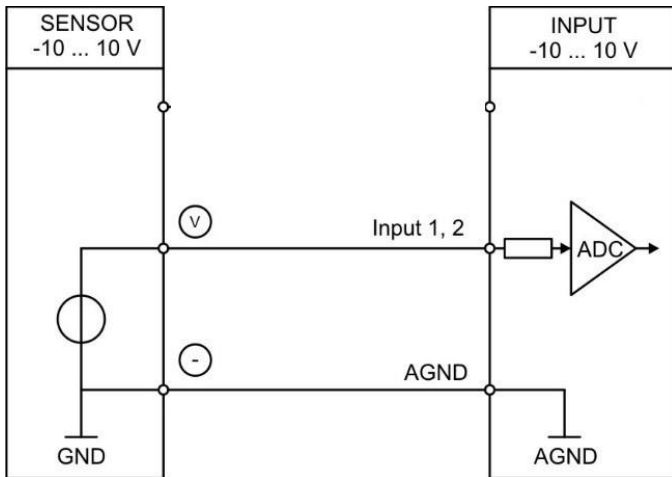 SENSOR
-10 ... 10 V
INPUT
-10 ... 10 V
V
Input 1, 2
ADC
-
AGND
GND
AGND